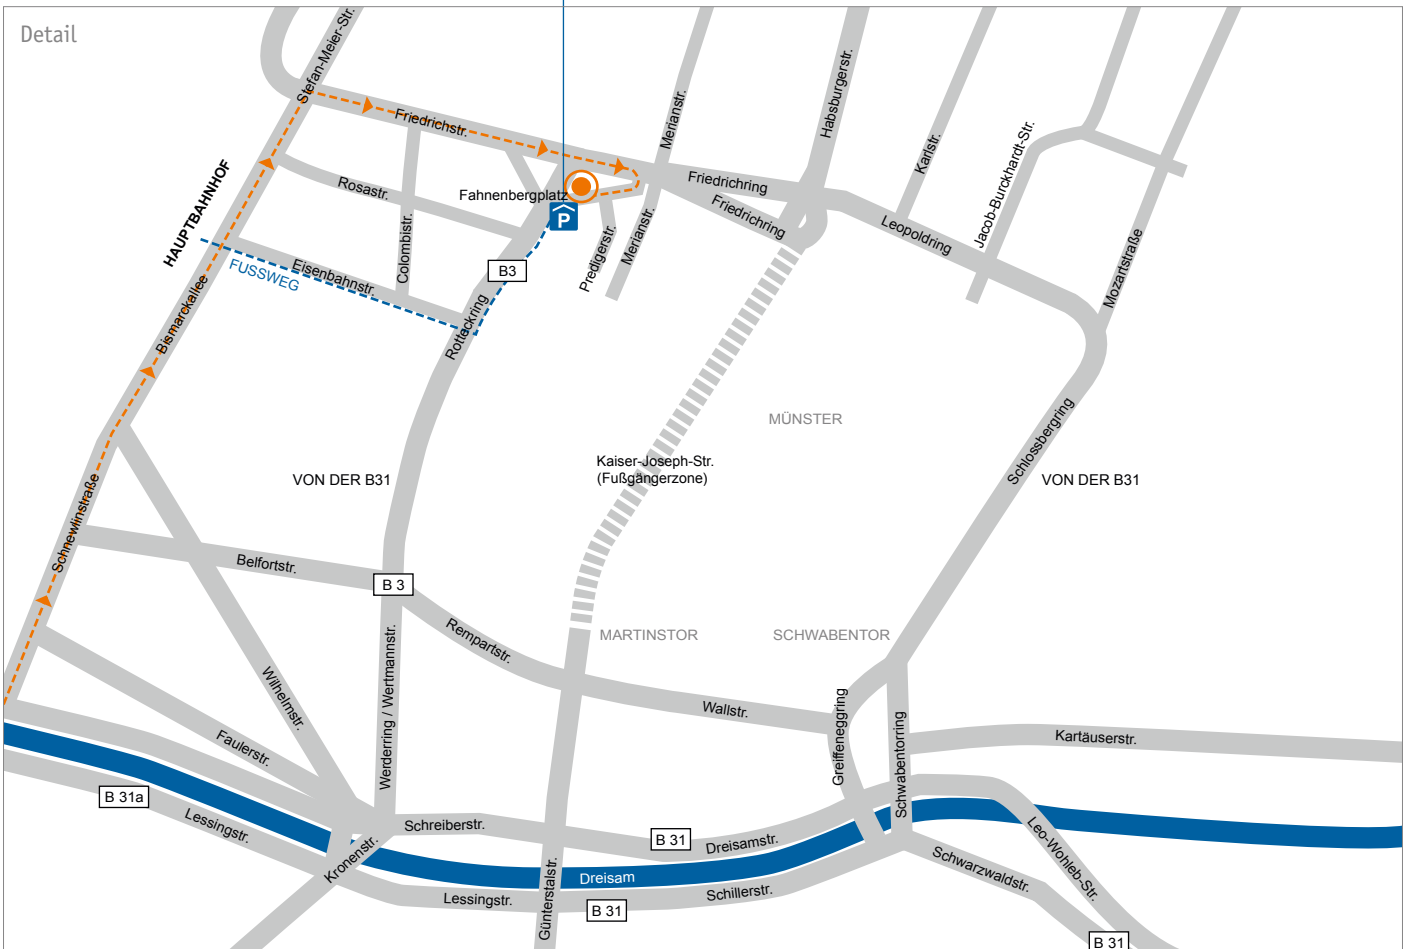 Detail
Stefan-Meier-Str.
Friedrichstr.
Merianstr.
Habsburgerstr.
Karlstr.
Jacob-Burckhardt-Str.
HAUPTBAHNHOF
Rosastr.
Fahnenbergplatz
P
Friedrichring
Friedrichring
Leopoldring
Mozartstraße
Colombistr.
Predigerstr.
Merianstr.
FUSSWEG
Eisenbahnstr.
B3
Bismarckallee
Rotteckring
MÜNSTER
Schlossbergring
Kaiser-Joseph-Str.
(Fußgängerzone)
VON DER B31
VON DER B31
Schnewlinstraße
Belfortstr.
B 3
Rempartstr.
MARTINSTOR
SCHWABENTOR
Wilhelmstr.
Werderring / Wertmannstr.
Wallstr.
Greiffeneggring
Schwabentorring
Kartäuserstr.
Faulerstr.
B 31a
Lessingstr.
Schreiberstr.
B 31
Dreisamstr.
Leo-Wohleb-Str.
Kronenstr.
Dreisam
Schwarzwaldstr.
Günterstalstr.
Lessingstr.
Schillerstr.
B 31
B 31